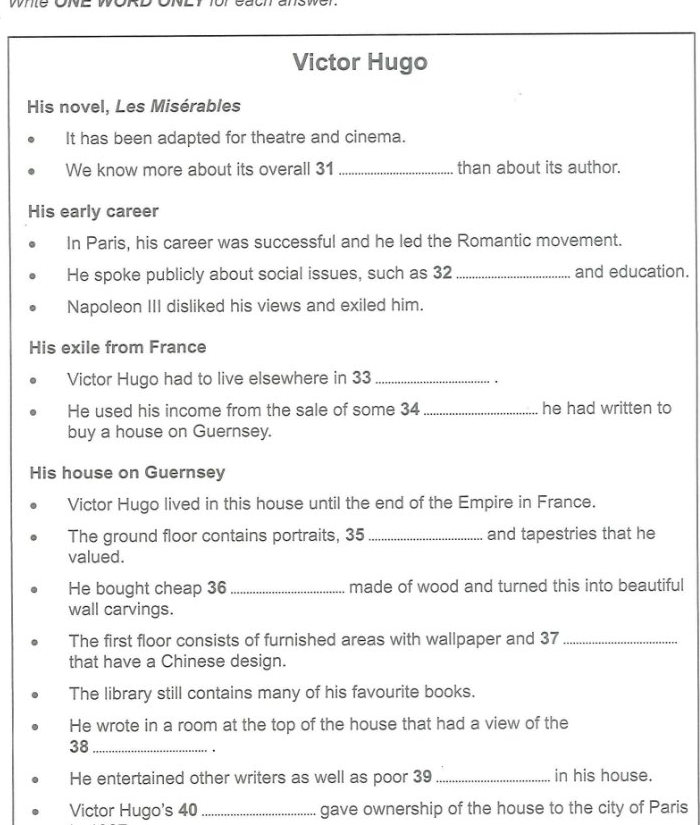 Write ONE WORD ONLY for each answer.
Victor Hugo
His novel, Les Misérables
• It has been adapted for theatre and cinema.
• We know more about its overall 31 ................................ than about its author.
His early career
• In Paris, his career was successful and he led the Romantic movement.
• He spoke publicly about social issues, such as 32 ................................ and education.
• Napoleon III disliked his views and exiled him.
His exile from France
• Victor Hugo had to live elsewhere in 33 ................................ .
• He used his income from the sale of some 34 ................................ he had written to
buy a house on Guernsey.
His house on Guernsey
• Victor Hugo lived in this house until the end of the Empire in France.
• The ground floor contains portraits, 35 ................................ and tapestries that he
valued.
• He bought cheap 36 ................................ made of wood and turned this into beautiful
wall carvings.
• The first floor consists of furnished areas with wallpaper and 37 ................................
that have a Chinese design.
• The library still contains many of his favourite books.
• He wrote in a room at the top of the house that had a view of the
38 ................................ .
• He entertained other writers as well as poor 39 ................................ in his house.
• Victor Hugo's 40 ................................ gave ownership of the house to the city of Paris